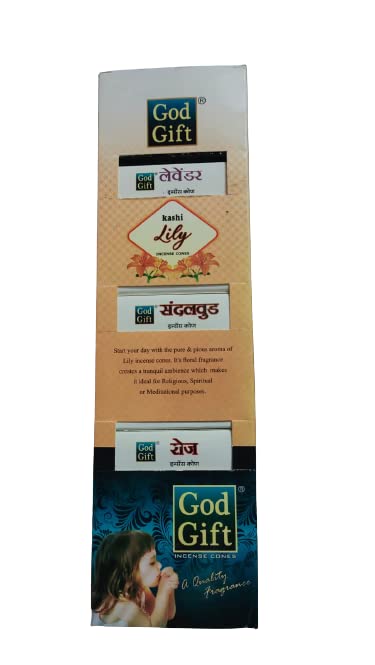 God
Gift
®
God
Gift
®
लेवेंडर
इन्सेंस कोण
kashi
Lily
INCENSE CONES
God
Gift
®
संदलवुड
इन्सेंस कोण
Start your day with the pure & pious aroma of
Lily incense cones. It's floral fragrance
creates a tranquil ambience which makes
it ideal for Religious, Spiritual
or Meditational purposes.
God
Gift
®
रोज
इन्सेंस कोण
God
Gift
®
INCENSE CONES
A Quality
Fragrance